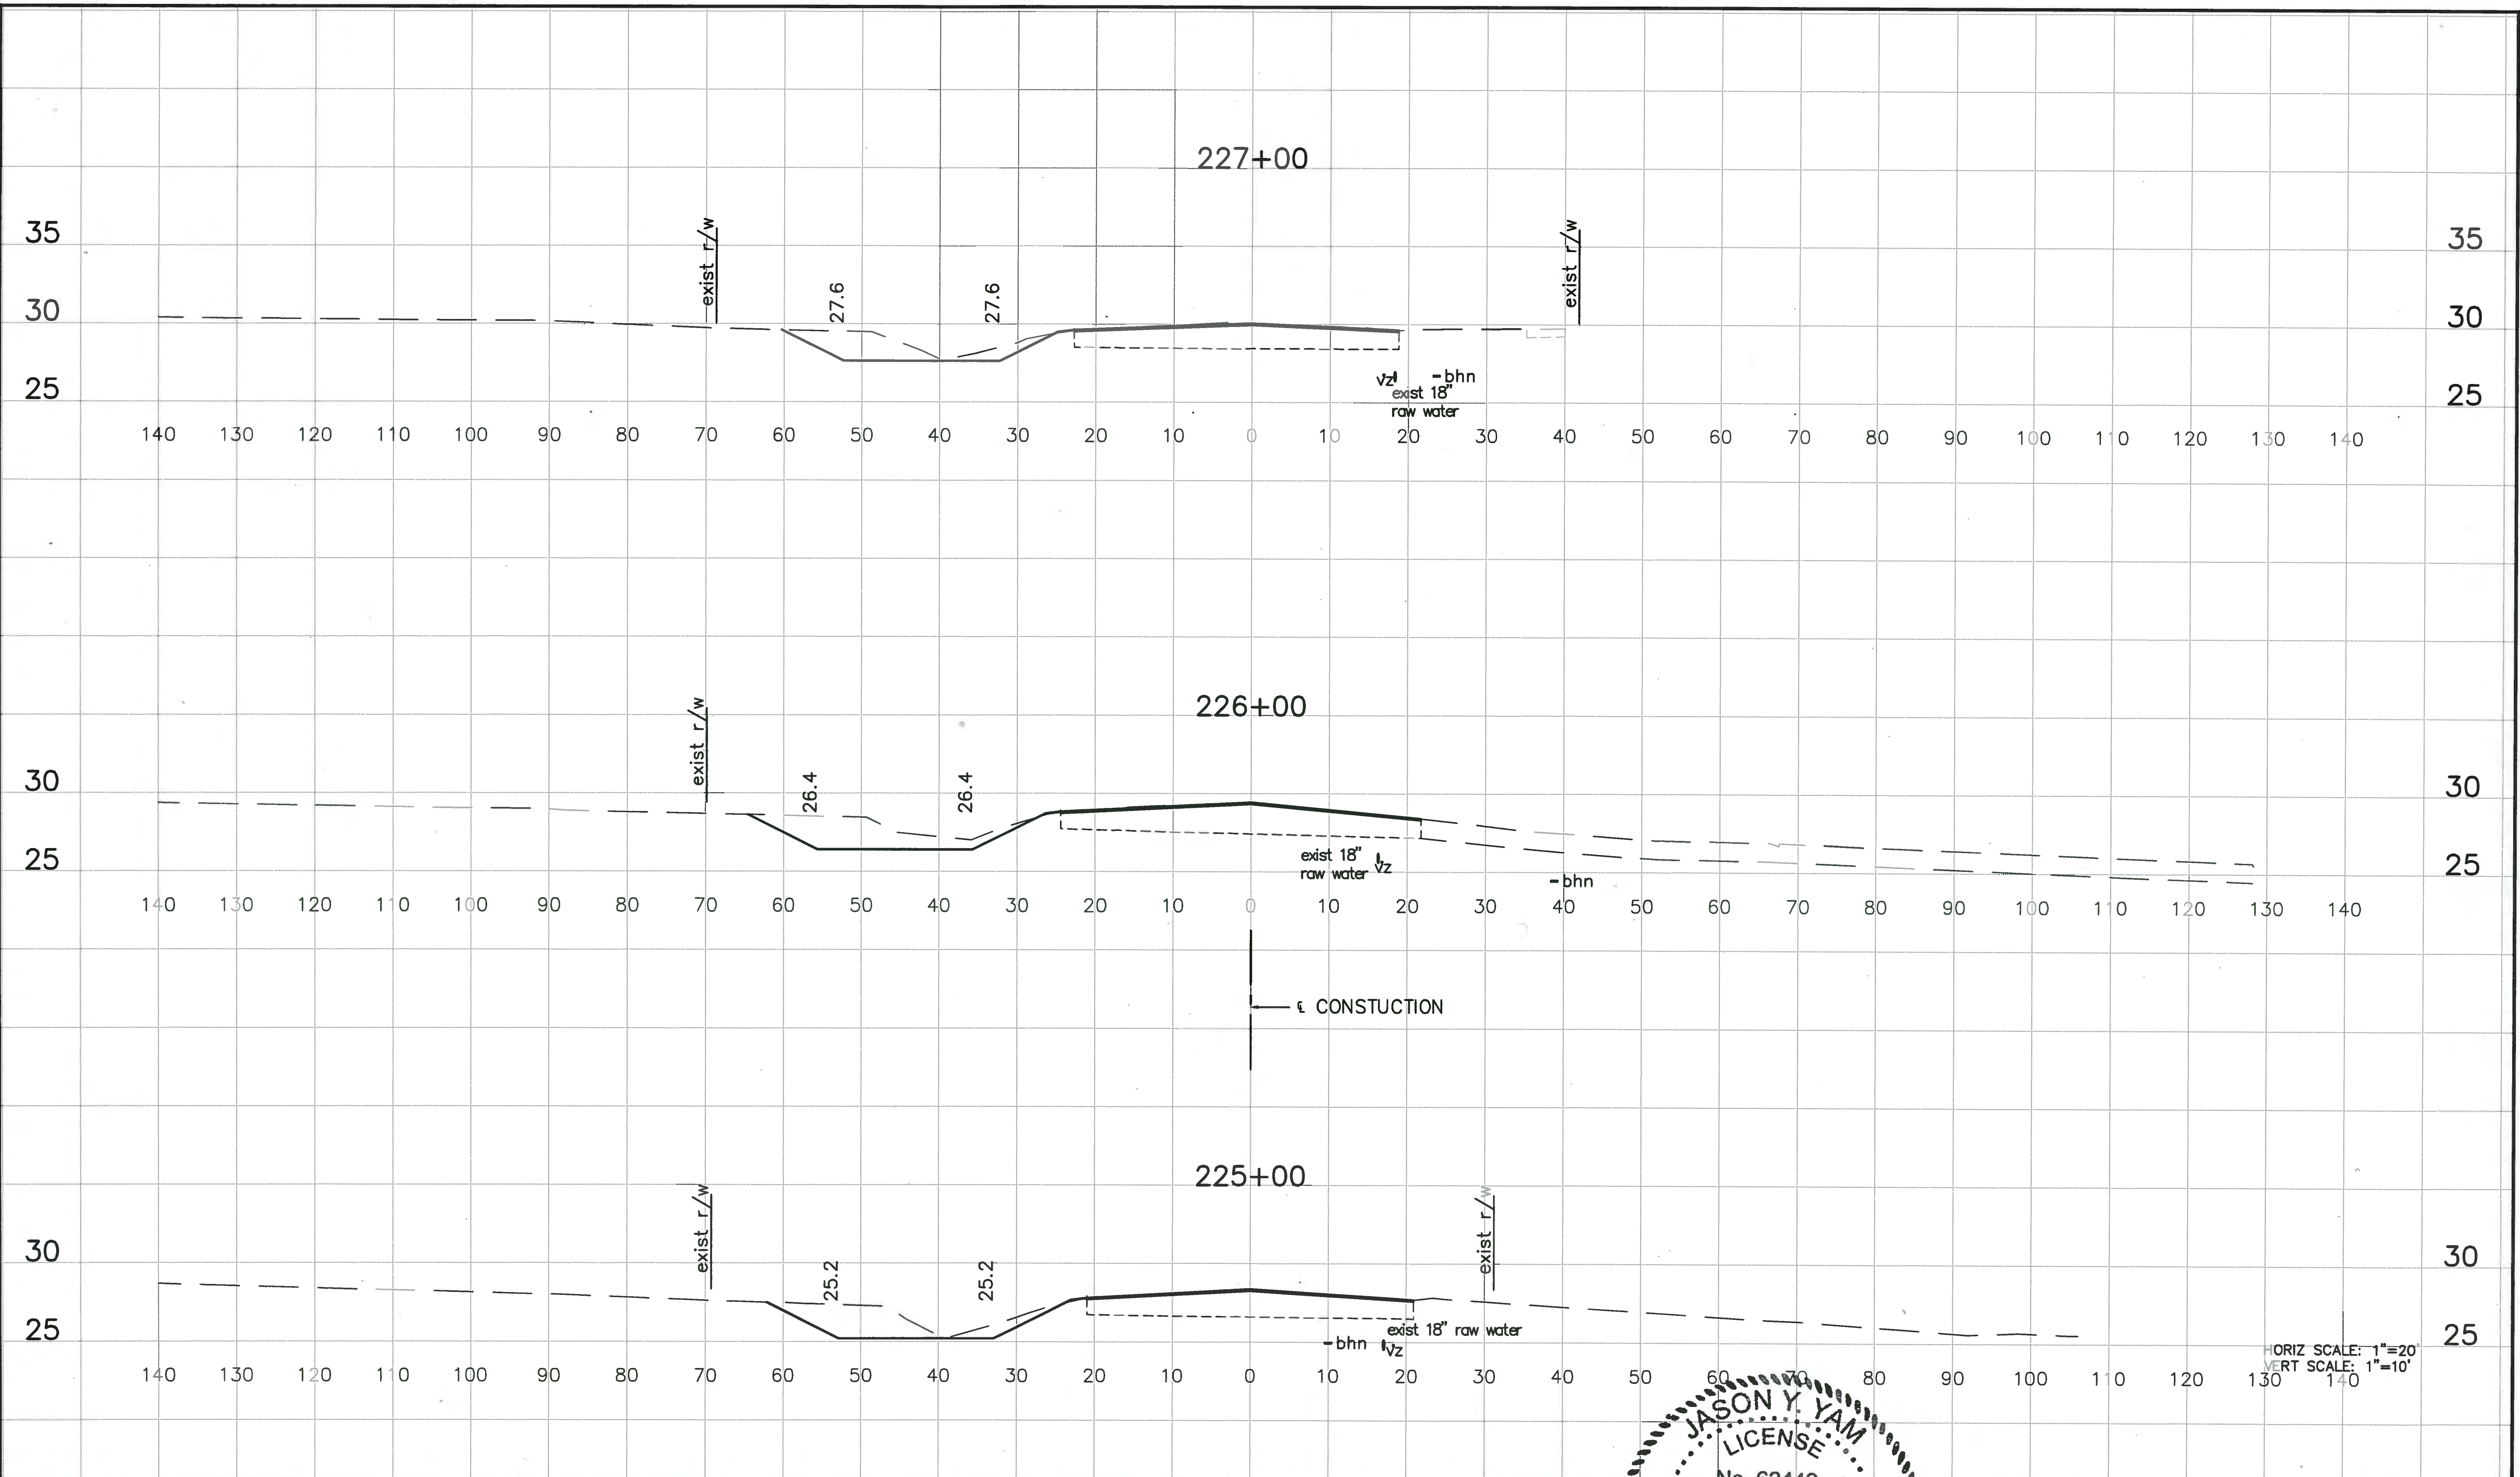 227+00
35 exist r/w exist r/w 35
27.6 27.6
30 30
vz -bhn
25 exist 18" 25
raw water
140 130 120 110 100 90 80 70 60 50 40 30 20 10 0 10 20 30 40 50 60 70 80 90 100 110 120 130 140
226+00
exist r/w
30 26.4 26.4 30
exist 18"
25 raw water vz 25
-bhn
140 130 120 110 100 90 80 70 60 50 40 30 20 10 0 10 20 30 40 50 60 70 80 90 100 110 120 130 140
℄ CONSTUCTION
225+00
exist r/w exist r/w
30 25.2 25.2 30
25 exist 18" raw water 25
-bhn vz
HORIZ SCALE: 1"=20'
VERT SCALE: 1"=10'
140 130 120 110 100 90 80 70 60 50 40 30 20 10 0 10 20 30 40 50 60 70 80 90 100 110 120 130 140
JASON Y. YAM
LICENSE